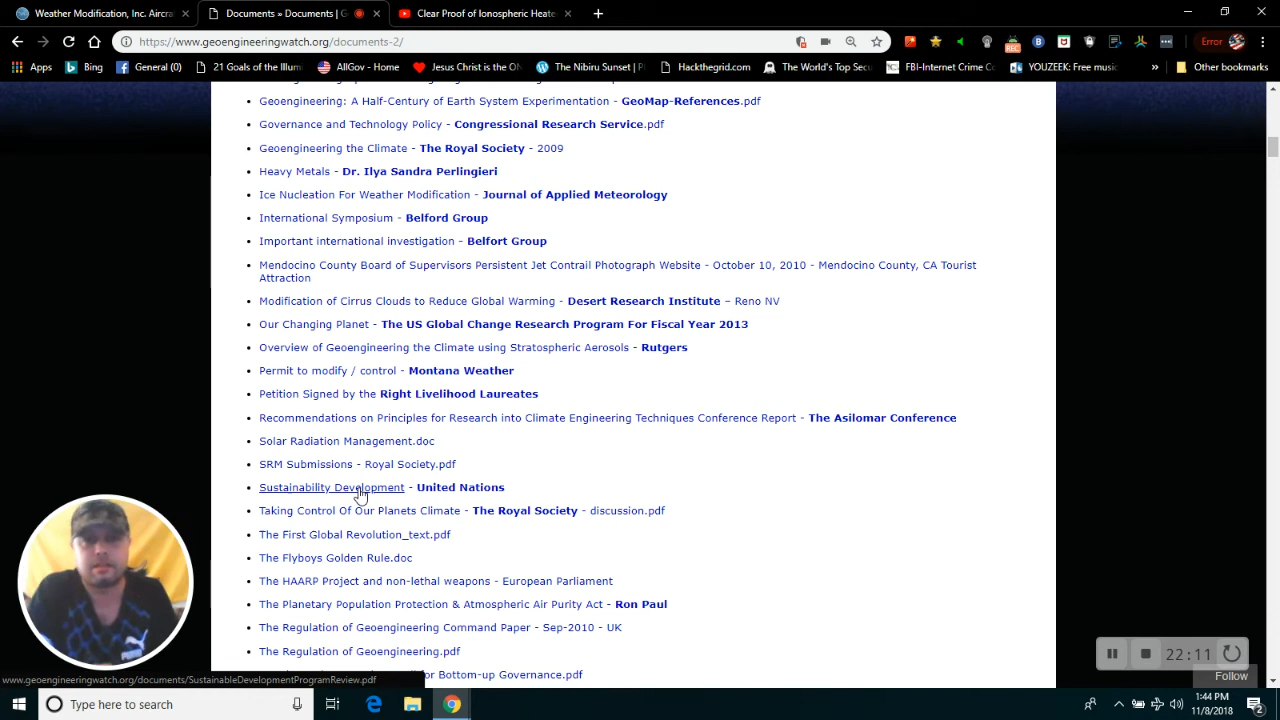 Weather Modification, Inc. Aircra
Documents » Documents | G
Clear Proof of Ionospheric Heate
https://www.geoengineeringwatch.org/documents-2/
Error
Apps
Bing
General (0)
21 Goals of the Illumi
AllGov - Home
Jesus Christ is the ON
The Nibiru Sunset
Hackthegrid.com
The World's Top Secu
FBI-Internet Crime Co
YOUZEEK: Free music
»
Other bookmarks
Geoengineering: A Half-Century of Earth System Experimentation - GeoMap-References.pdf
Governance and Technology Policy - Congressional Research Service.pdf
Geoengineering the Climate - The Royal Society - 2009
Heavy Metals - Dr. Ilya Sandra Perlingieri
Ice Nucleation For Weather Modification - Journal of Applied Meteorology
International Symposium - Belford Group
Important international investigation - Belfort Group
Mendocino County Board of Supervisors Persistent Jet Contrail Photograph Website - October 10, 2010 - Mendocino County, CA Tourist
Attraction
Modification of Cirrus Clouds to Reduce Global Warming - Desert Research Institute – Reno NV
Our Changing Planet - The US Global Change Research Program For Fiscal Year 2013
Overview of Geoengineering the Climate using Stratospheric Aerosols - Rutgers
Permit to modify / control - Montana Weather
Petition Signed by the Right Livelihood Laureates
Recommendations on Principles for Research into Climate Engineering Techniques Conference Report - The Asilomar Conference
Solar Radiation Management.doc
SRM Submissions - Royal Society.pdf
Sustainability Development - United Nations
Taking Control Of Our Planets Climate - The Royal Society - discussion.pdf
The First Global Revolution_text.pdf
The Flyboys Golden Rule.doc
The HAARP Project and non-lethal weapons - European Parliament
The Planetary Population Protection & Atmospheric Air Purity Act - Ron Paul
The Regulation of Geoengineering Command Paper - Sep-2010 - UK
The Regulation of Geoengineering.pdf
or Bottom-up Governance.pdf
22:11
Follow
www.geoengineeringwatch.org/documents/SustainableDevelopmentProgramReview.pdf
Type here to search
1:44 PM
11/8/2018